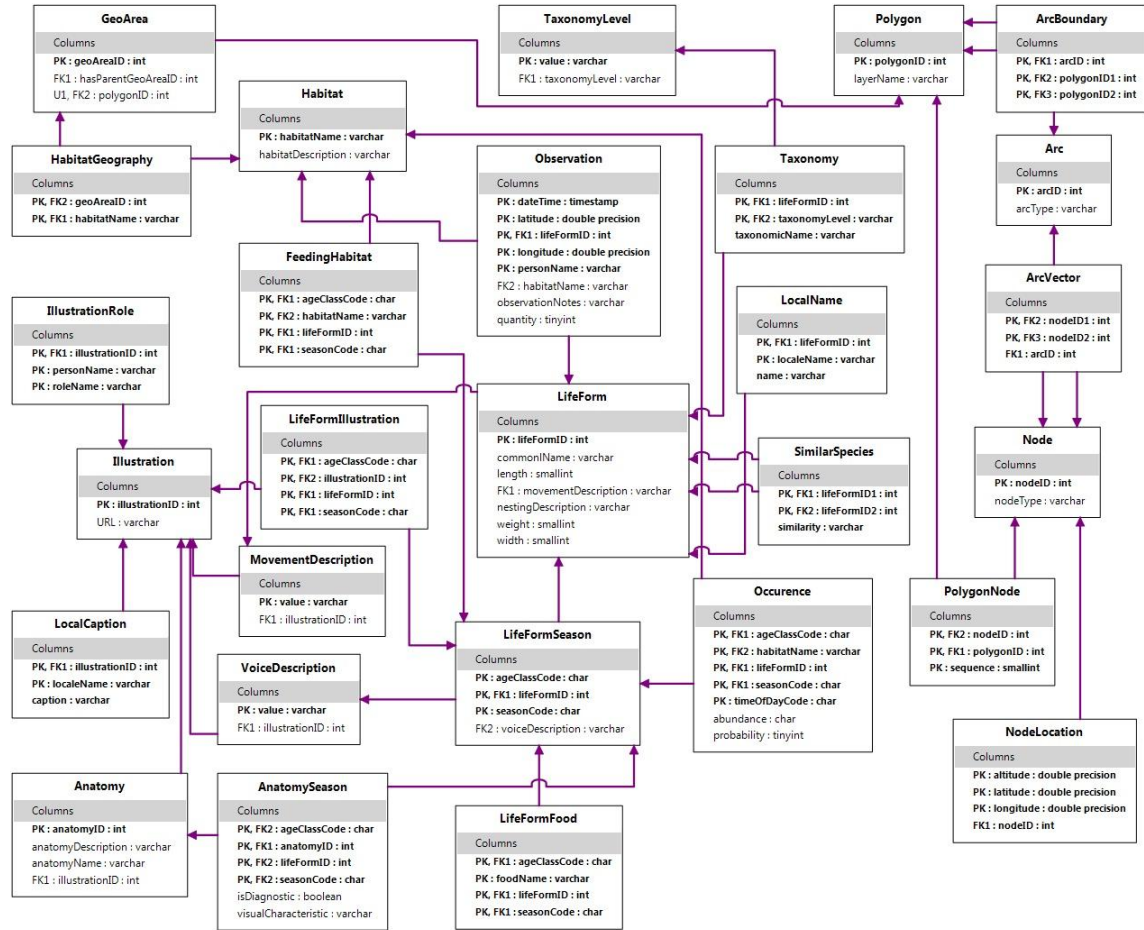 GeoArea
Columns
PK : geoAreaID : int
FK1 : hasParentGeoAreaID : int
U1, FK2 : polygonID : int
TaxonomyLevel
Columns
PK : value : varchar
FK1 : taxonomyLevel : varchar
Polygon
Columns
PK : polygonID : int
layerName : varchar
ArcBoundary
Columns
PK, FK1 : arcID : int
PK, FK2 : polygonID1 : int
PK, FK3 : polygonID2 : int
Habitat
Columns
PK : habitatName : varchar
habitatDescription : varchar
HabitatGeography
Columns
PK, FK2 : geoAreaID : int
PK, FK1 : habitatName : varchar
Observation
Columns
PK : dateTime : timestamp
PK : latitude : double precision
PK, FK1 : lifeFormID : int
PK : longitude : double precision
PK : personName : varchar
FK2 : habitatName : varchar
observationNotes : varchar
quantity : tinyint
Taxonomy
Columns
PK, FK1 : lifeFormID : int
PK, FK2 : taxonomyLevel : varchar
taxonomicName : varchar
Arc
Columns
PK : arcID : int
arcType : varchar
FeedingHabitat
Columns
PK, FK1 : ageClassCode : char
PK, FK2 : habitatName : varchar
PK, FK1 : lifeFormID : int
PK, FK1 : seasonCode : char
ArcVector
Columns
PK, FK2 : nodeID1 : int
PK, FK3 : nodeID2 : int
FK1 : arcID : int
LocalName
Columns
PK, FK1 : lifeFormID : int
PK : localeName : varchar
name : varchar
IllustrationRole
Columns
PK, FK1 : illustrationID : int
PK : personName : varchar
PK : roleName : varchar
LifeForm
Columns
PK : lifeFormID : int
commonlName : varchar
length : smallint
FK1 : movementDescription : varchar
nestingDescription : varchar
weight : smallint
width : smallint
LifeFormIllustration
Columns
PK, FK1 : ageClassCode : char
PK, FK2 : illustrationID : int
PK, FK1 : lifeFormID : int
PK, FK1 : seasonCode : char
SimilarSpecies
Columns
PK, FK1 : lifeFormID1 : int
PK, FK2 : lifeFormID2 : int
similarity : varchar
Node
Columns
PK : nodeID : int
nodeType : varchar
Illustration
Columns
PK : illustrationID : int
URL : varchar
MovementDescription
Columns
PK : value : varchar
FK1 : illustrationID : int
Occurence
Columns
PK, FK1 : ageClassCode : char
PK, FK2 : habitatName : varchar
PK, FK1 : lifeFormID : int
PK, FK1 : seasonCode : char
PK : timeOfDayCode : char
abundance : char
probability : tinyint
PolygonNode
Columns
PK, FK2 : nodeID : int
PK, FK1 : polygonID : int
PK : sequence : smallint
LocalCaption
Columns
PK, FK1 : illustrationID : int
PK : localeName : varchar
caption : varchar
LifeFormSeason
Columns
PK : ageClassCode : char
PK, FK1 : lifeFormID : int
PK : seasonCode : char
FK2 : voiceDescription : varchar
VoiceDescription
Columns
PK : value : varchar
FK1 : illustrationID : int
NodeLocation
Columns
PK : altitude : double precision
PK : latitude : double precision
PK : longitude : double precision
FK1 : nodeID : int
Anatomy
Columns
PK : anatomyID : int
anatomyDescription : varchar
anatomyName : varchar
FK1 : illustrationID : int
AnatomySeason
Columns
PK, FK2 : ageClassCode : char
PK, FK1 : anatomyID : int
PK, FK2 : lifeFormID : int
PK, FK2 : seasonCode : char
isDiagnostic : boolean
visualCharacteristic : varchar
LifeFormFood
Columns
PK, FK1 : ageClassCode : char
PK : foodName : varchar
PK, FK1 : lifeFormID : int
PK, FK1 : seasonCode : char